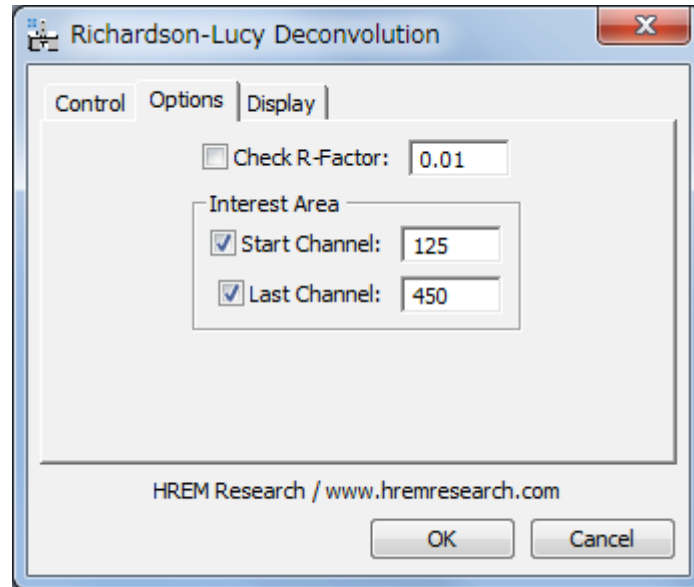 Richardson-Lucy Deconvolution
Control Options Display
Check R-Factor: 0.01
Interest Area
Start Channel: 125
Last Channel: 450
HREM Research / www.hremresearch.com
OK Cancel